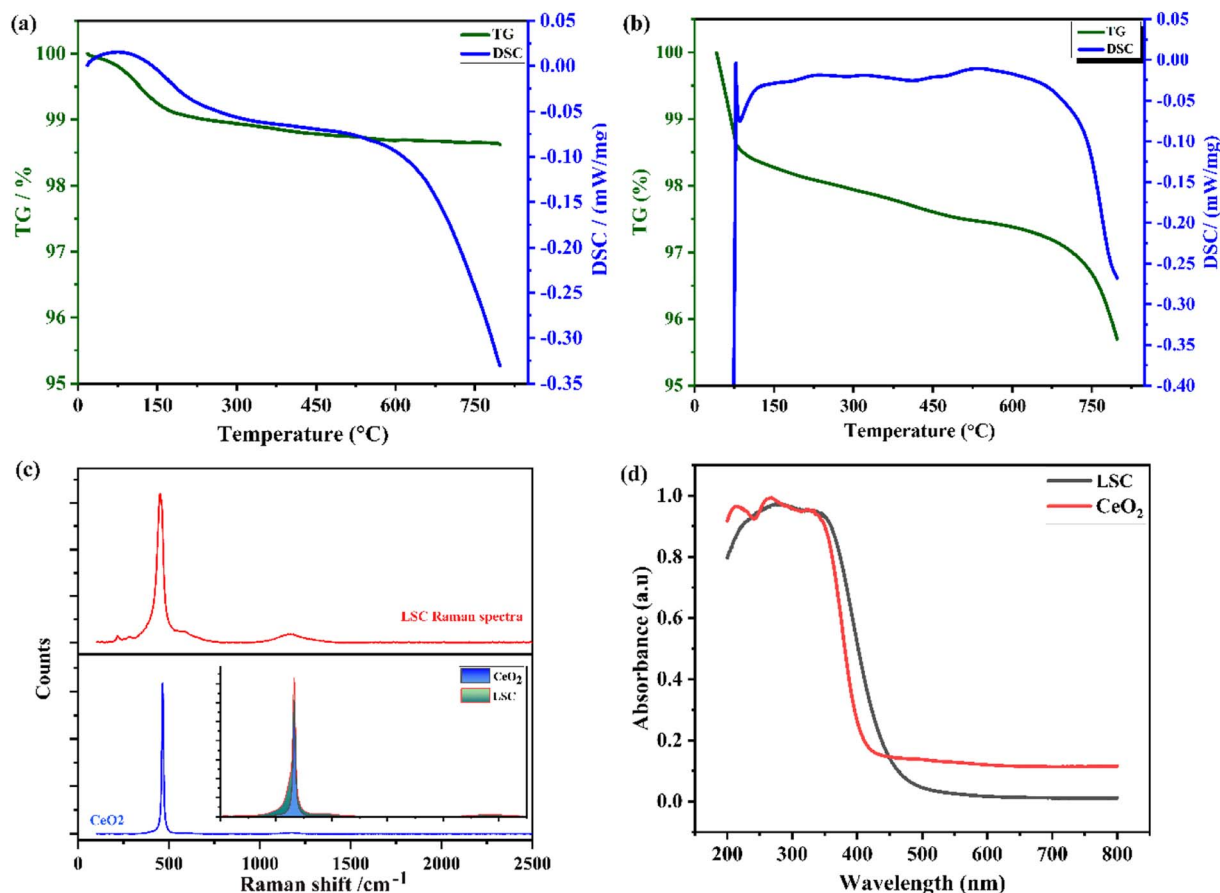 (a)
TG
DSC
100
99
98
97
96
95
TG / %
0.05
0.00
-0.05
-0.10
-0.15
-0.20
-0.25
-0.30
-0.35
DSC / (mW/mg)
0 150 300 450 600 750
Temperature (°C)
(b)
TG
DSC
100
99
98
97
96
95
TG (%)
0.05
0.00
-0.05
-0.10
-0.15
-0.20
-0.25
-0.30
-0.35
-0.40
DSC/ (mW/mg)
0 150 300 450 600 750
Temperature (°C)
(c)
LSC Raman spectra
CeO₂
LSC
CeO2
Counts
0 500 1000 1500 2000 2500
Raman shift /cm⁻¹
(d)
LSC
CeO₂
1.0
0.8
0.6
0.4
0.2
0.0
Absorbance (a.u)
200 300 400 500 600 700 800
Wavelength (nm)